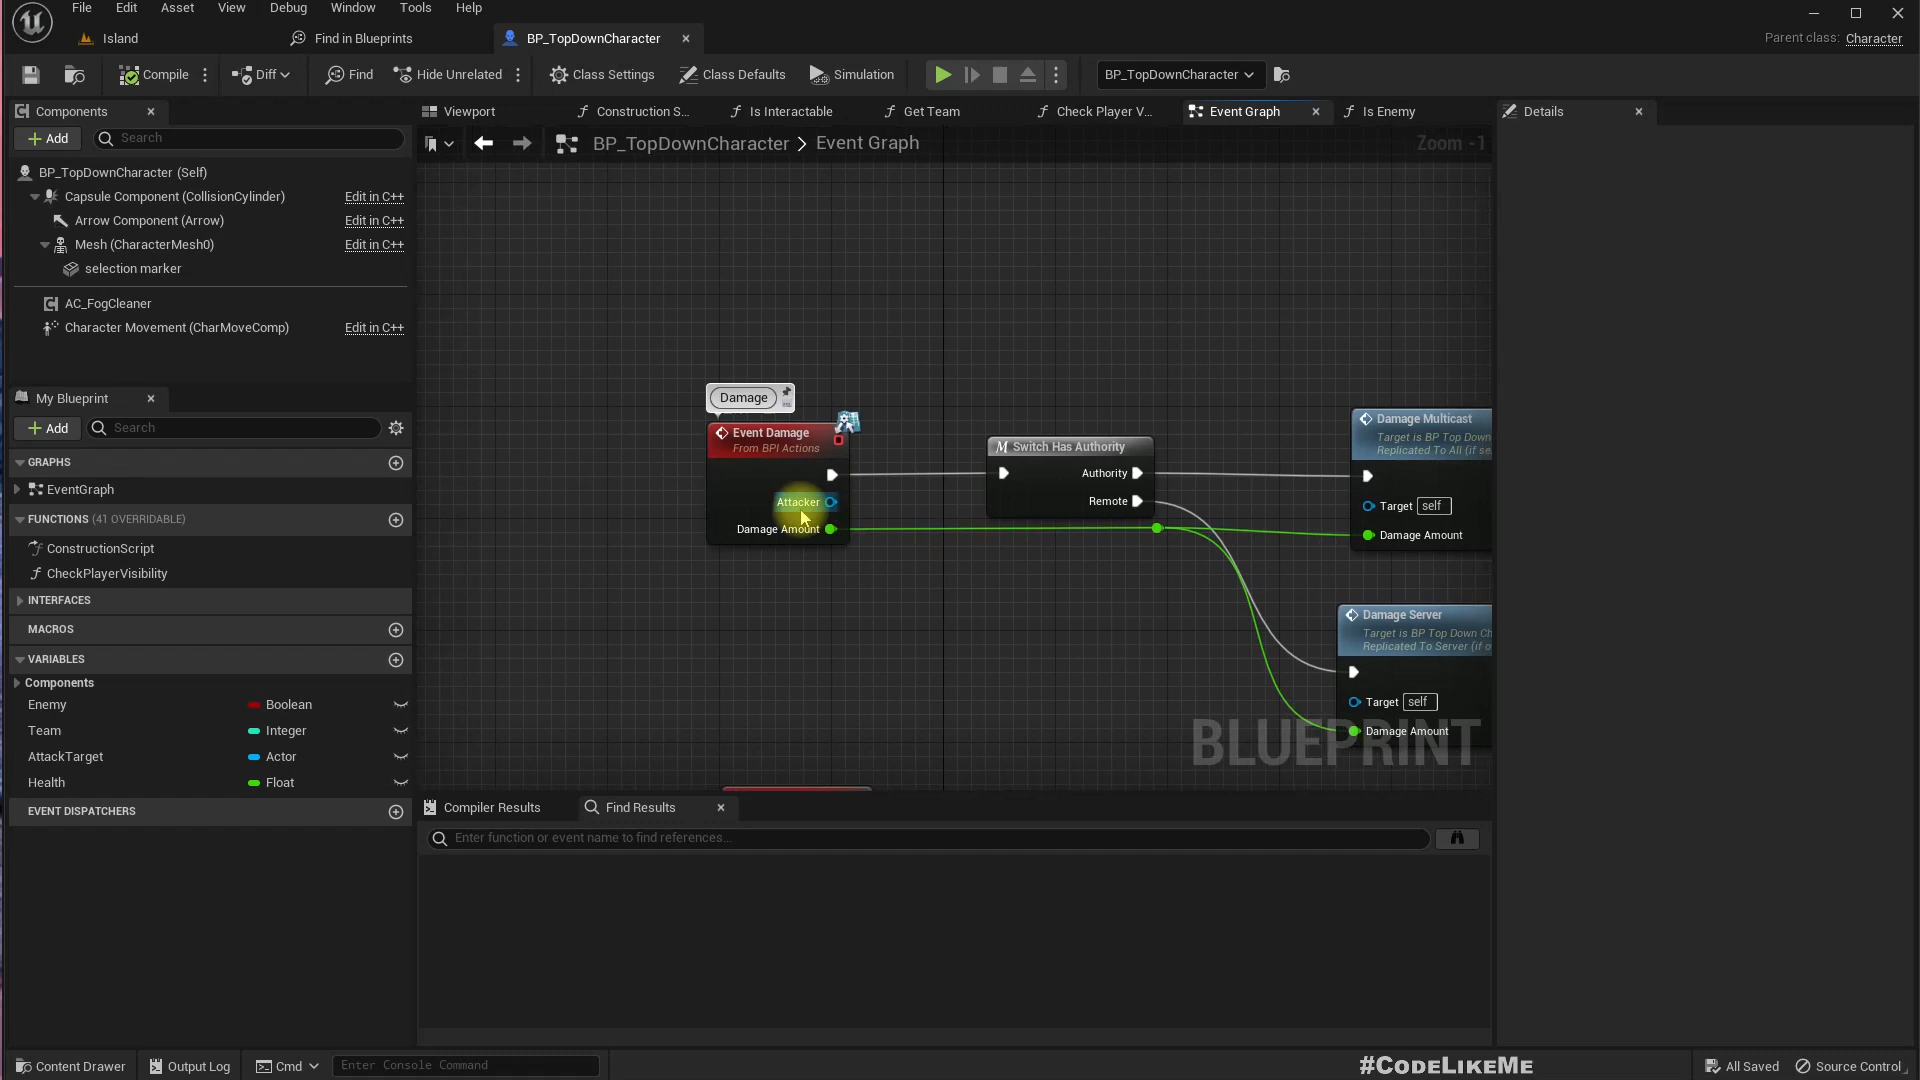 File Edit Asset View Debug Window Tools Help
Island Find in Blueprints BP_TopDownCharacter
Parent class: Character
Compile Diff Find Hide Unrelated Class Settings Class Defaults Simulation BP_TopDownCharacter
Components
Viewport Construction S... Is Interactable Get Team Check Player V... Event Graph Is Enemy
Details
Add Search
BP_TopDownCharacter > Event Graph
Zoom -1
BP_TopDownCharacter (Self)
Capsule Component (CollisionCylinder) Edit in C++
Arrow Component (Arrow) Edit in C++
Mesh (CharacterMesh0) Edit in C++
selection marker
AC_FogCleaner
Character Movement (CharMoveComp) Edit in C++
My Blueprint
Add Search
GRAPHS
EventGraph
FUNCTIONS (41 OVERRIDABLE)
ConstructionScript
CheckPlayerVisibility
INTERFACES
MACROS
VARIABLES
Components
Enemy Boolean
Team Integer
AttackTarget Actor
Health Float
EVENT DISPATCHERS
Damage
Event Damage
From BPI Actions
Attacker
Damage Amount
Switch Has Authority
Authority
Remote
Damage Multicast
Target is BP Top Down
Replicated To All (if se
Target self
Damage Amount
Damage Server
Target is BP Top Down Ch
Replicated To Server (if o
Target self
Damage Amount
BLUEPRINT
Compiler Results Find Results
Enter function or event name to find references...
Content Drawer Output Log Cmd Enter Console Command
#CodeLikeMe
All Saved Source Control